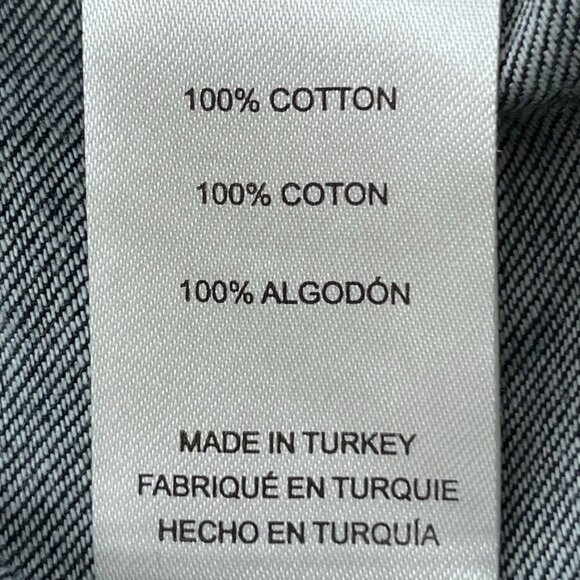 100% COTTON
100% COTON
100% ALGODÓN
MADE IN TURKEY
FABRIQUÉ EN TURQUIE
HECHO EN TURQUÍA